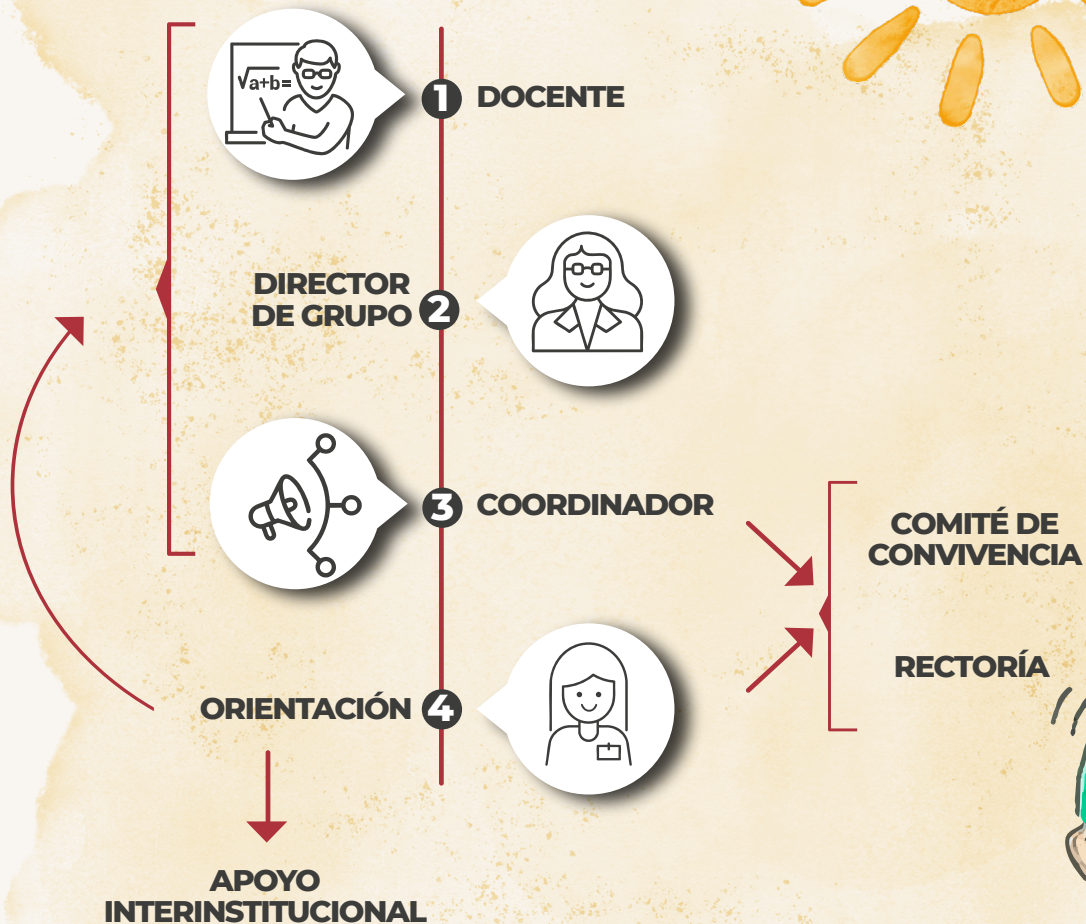 √a+b=
1 DOCENTE
DIRECTOR
DE GRUPO 2
3 COORDINADOR
COMITÉ DE
CONVIVENCIA
RECTORÍA
ORIENTACIÓN 4
APOYO
INTERINSTITUCIONAL